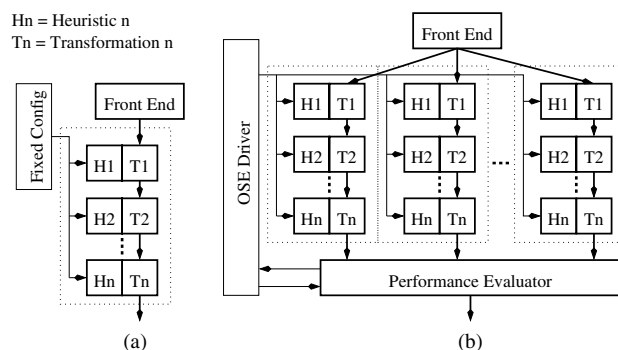 Hn = Heuristic n
Tn = Transformation n
Fixed Config
Front End
H1 T1
H2 T2
Hn Tn
(a)
OSE Driver
Front End
H1 T1 H1 T1 H1 T1
H2 T2 H2 T2 ... H2 T2
Hn Tn Hn Tn Hn Tn
Performance Evaluator
(b)